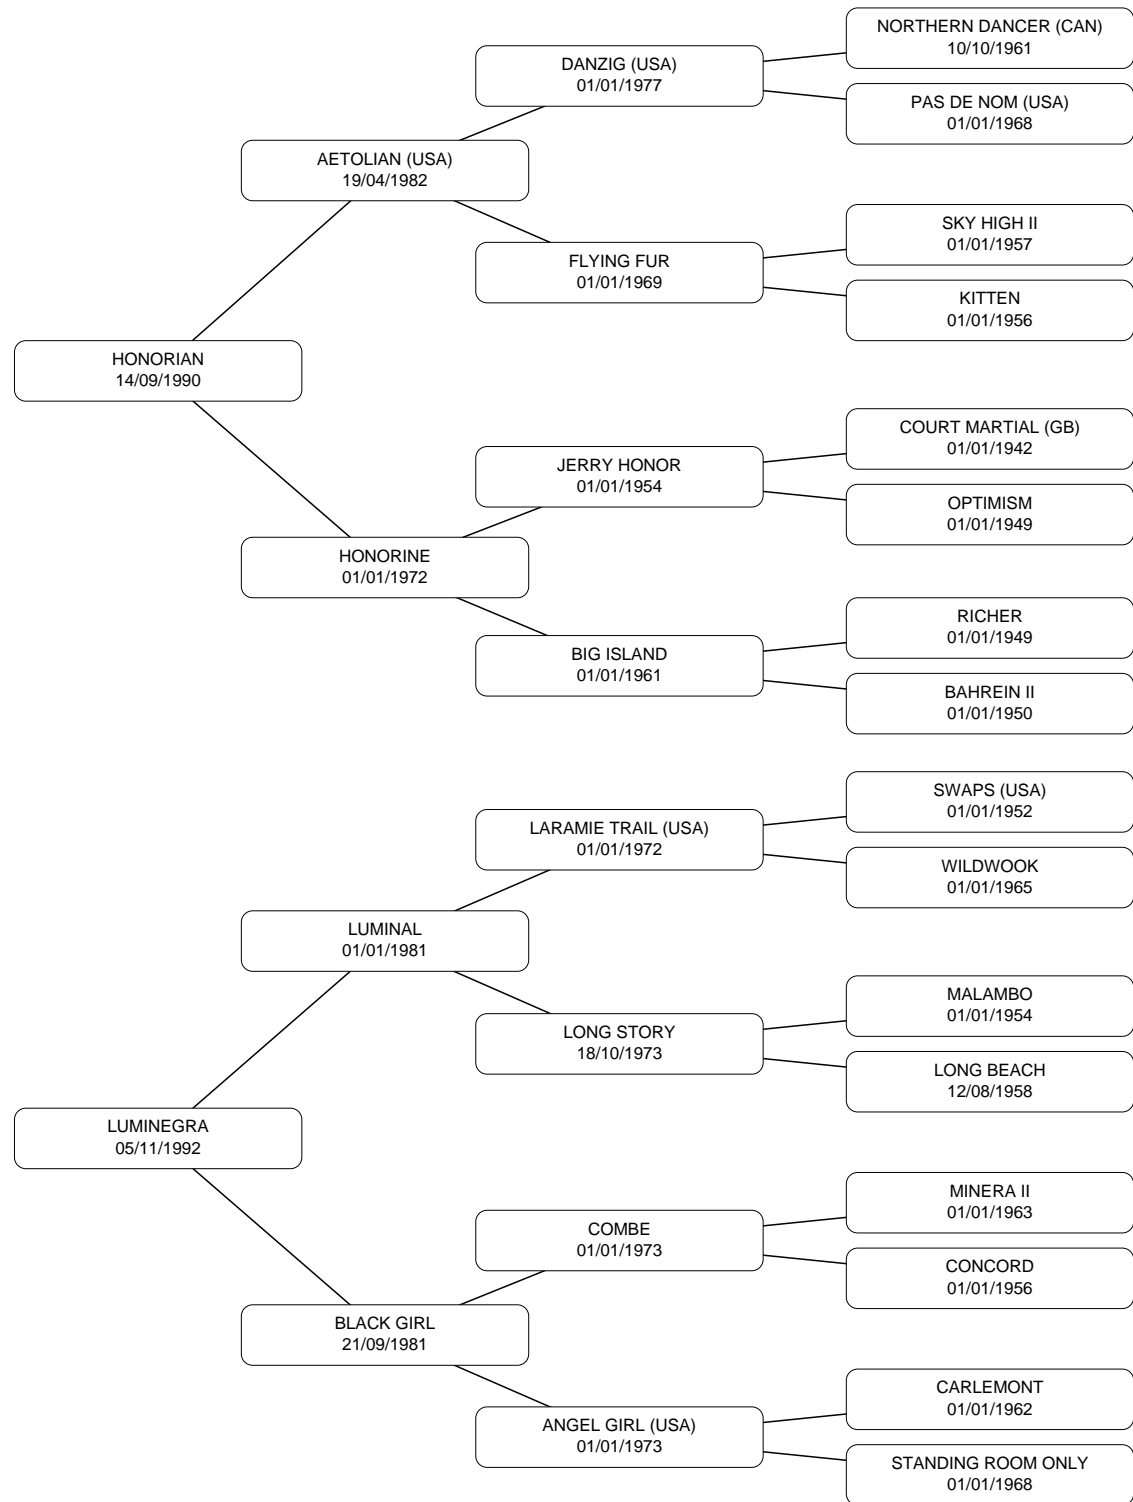 NORTHERN DANCER (CAN)
10/10/1961
DANZIG (USA)
01/01/1977
PAS DE NOM (USA)
01/01/1968
AETOLIAN (USA)
19/04/1982
SKY HIGH II
01/01/1957
FLYING FUR
01/01/1969
KITTEN
01/01/1956
HONORIAN
14/09/1990
COURT MARTIAL (GB)
01/01/1942
JERRY HONOR
01/01/1954
OPTIMISM
01/01/1949
HONORINE
01/01/1972
RICHER
01/01/1949
BIG ISLAND
01/01/1961
BAHREIN II
01/01/1950
SWAPS (USA)
01/01/1952
LARAMIE TRAIL (USA)
01/01/1972
WILDWOOK
01/01/1965
LUMINAL
01/01/1981
MALAMBO
01/01/1954
LONG STORY
18/10/1973
LONG BEACH
12/08/1958
LUMINEGRA
05/11/1992
MINERA II
01/01/1963
COMBE
01/01/1973
CONCORD
01/01/1956
BLACK GIRL
21/09/1981
CARLEMONT
01/01/1962
ANGEL GIRL (USA)
01/01/1973
STANDING ROOM ONLY
01/01/1968